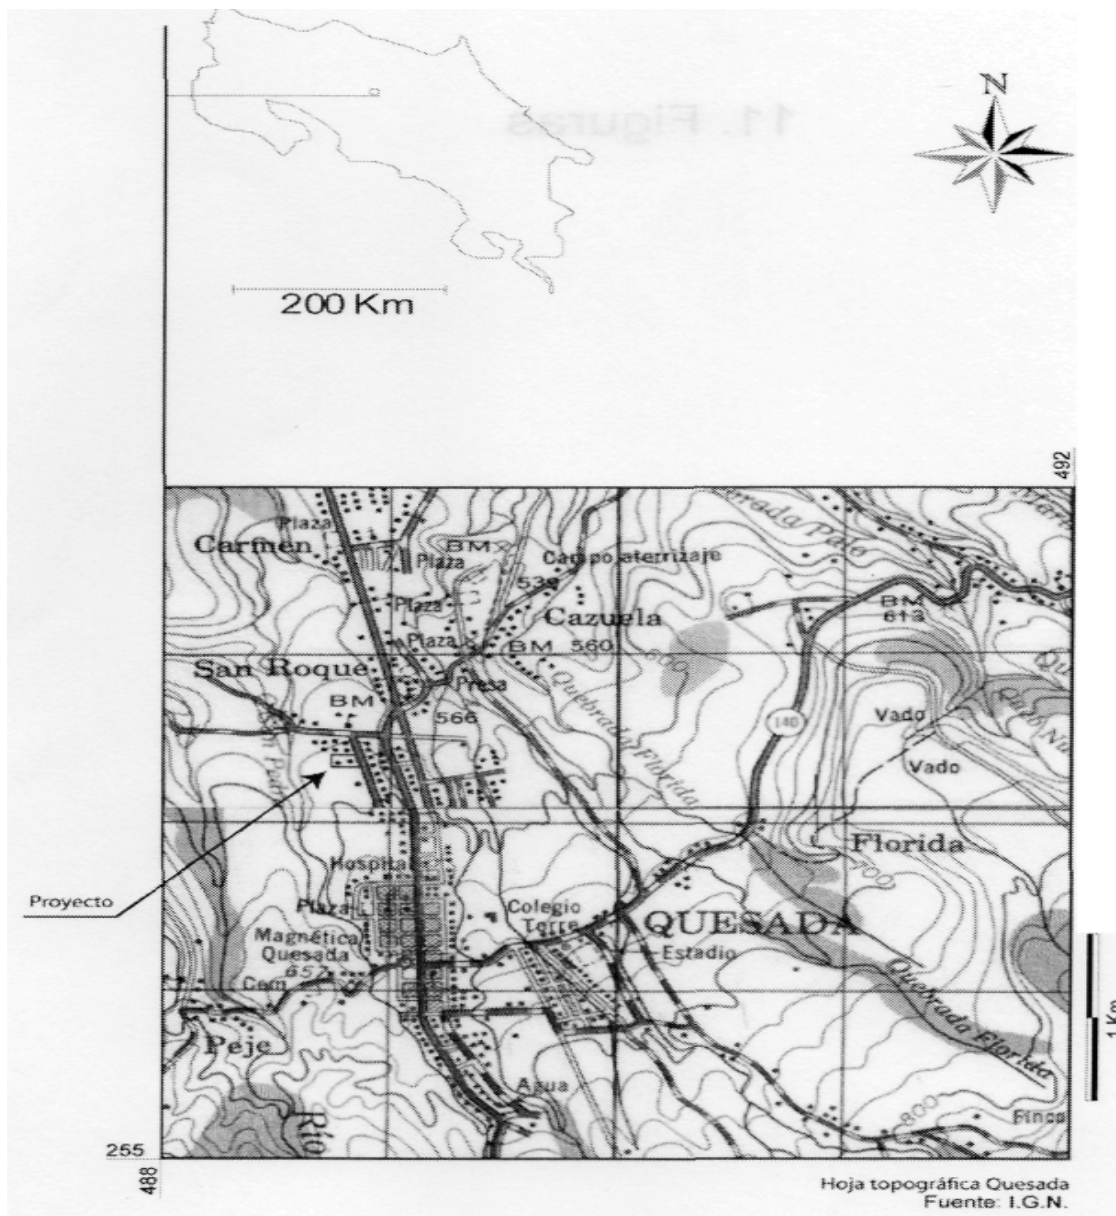 11. Figuras
N
200 Km
492
Plaza
Carmen
Plaza
BM
539
Campo aterrizaje
Plaza
Cazuela
Plaza
BM 560
BM
613
600
San Roque
Presa
BM
566
Quebrada Florida
140
Vado
Vado
Proyecto
Hospital
Plaza
Magnética
Quesada
657
Cem
Colegio
Torre
QUESADA
Estadio
Florida
700
Quebrada Florida
Peje
Río
Agua
800
Finca
1 Km
255
488
Hoja topográfica Quesada
Fuente: I.G.N.